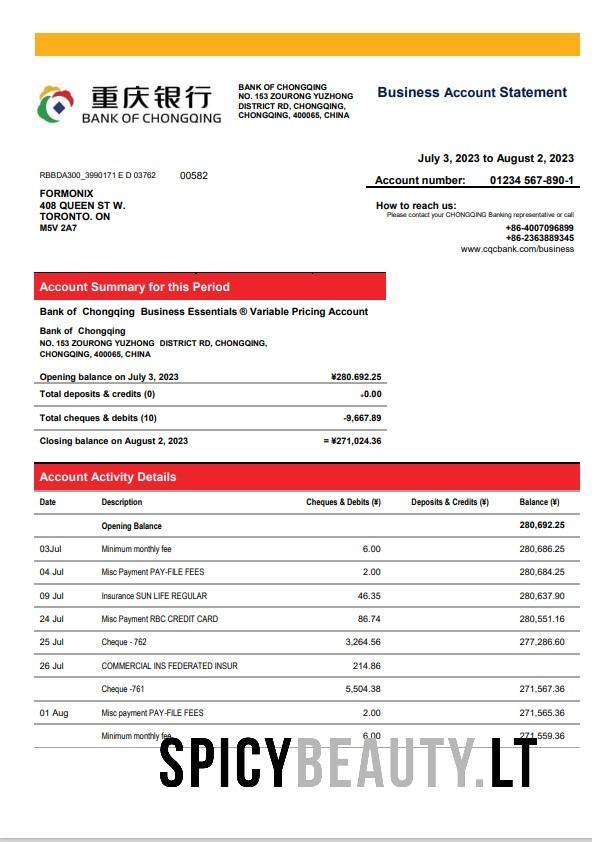 重庆银行
BANK OF CHONGQING
BANK OF CHONGQING
NO. 153 ZOURONG YUZHONG
DISTRICT RD, CHONGQING,
CHONGQING, 400065, CHINA
Business Account Statement
July 3, 2023 to August 2, 2023
RBBDA300_3990171 E D 03762 00582
Account number: 01234 567-890-1
FORMONIX
408 QUEEN ST W.
TORONTO. ON
M5V 2A7
How to reach us:
Please contact your CHONGQING Banking representative or call
+86-4007096899
+86-2363889345
www.cqcbank.com/business
Account Summary for this Period
Bank of Chongqing Business Essentials ® Variable Pricing Account
Bank of Chongqing
NO. 153 ZOURONG YUZHONG DISTRICT RD, CHONGQING,
CHONGQING, 400065, CHINA
Opening balance on July 3, 2023 ¥280.692.25
Total deposits & credits (0) +0.00
Total cheques & debits (10) -9,667.89
Closing balance on August 2, 2023 = ¥271,024.36
Account Activity Details
Date Description Cheques & Debits (¥) Deposits & Credits (¥) Balance (¥)
Opening Balance 280,692.25
03Jul Minimum monthly fee 6.00 280,686.25
04 Jul Misc Payment PAY-FILE FEES 2.00 280,684.25
09 Jul Insurance SUN LIFE REGULAR 46.35 280,637.90
24 Jul Misc Payment RBC CREDIT CARD 86.74 280,551.16
25 Jul Cheque - 762 3,264.56 277,286.60
26 Jul COMMERCIAL INS FEDERATED INSUR 214.86
Cheque -761 5,504.38 271,567.36
01 Aug Misc payment PAY-FILE FEES 2.00 271,565.36
Minimum monthly fee 6.00 271,559.36
SPICYBEAUTY.LT